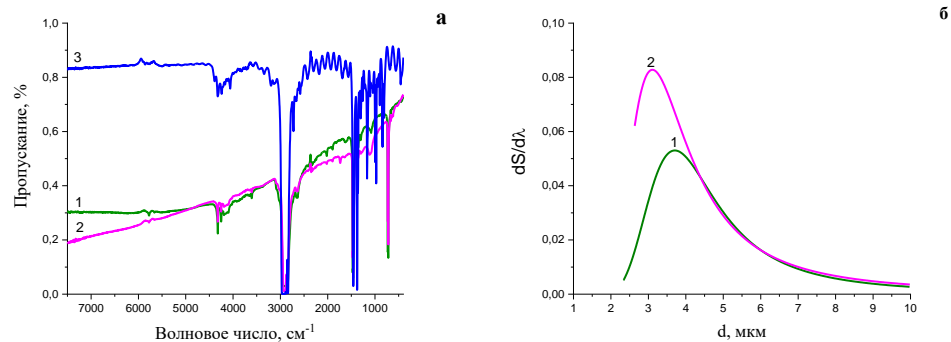 а
Пропускание, %
1,0
0,8
0,6
0,4
0,2
0,0
3
1
2
7000 6000 5000 4000 3000 2000 1000
Волновое число, см⁻¹
б
dS/dλ
0,10
0,08
0,06
0,04
0,02
0,00
2
1
1 2 3 4 5 6 7 8 9 10
d, мкм